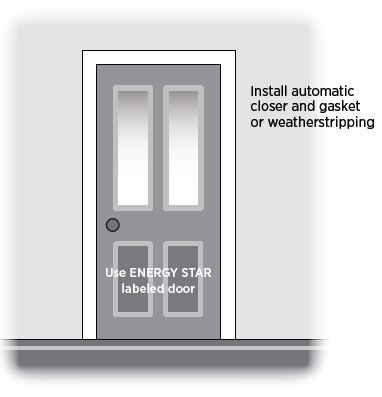 Install automatic
closer and gasket
or weatherstripping
Use ENERGY STAR
labeled door